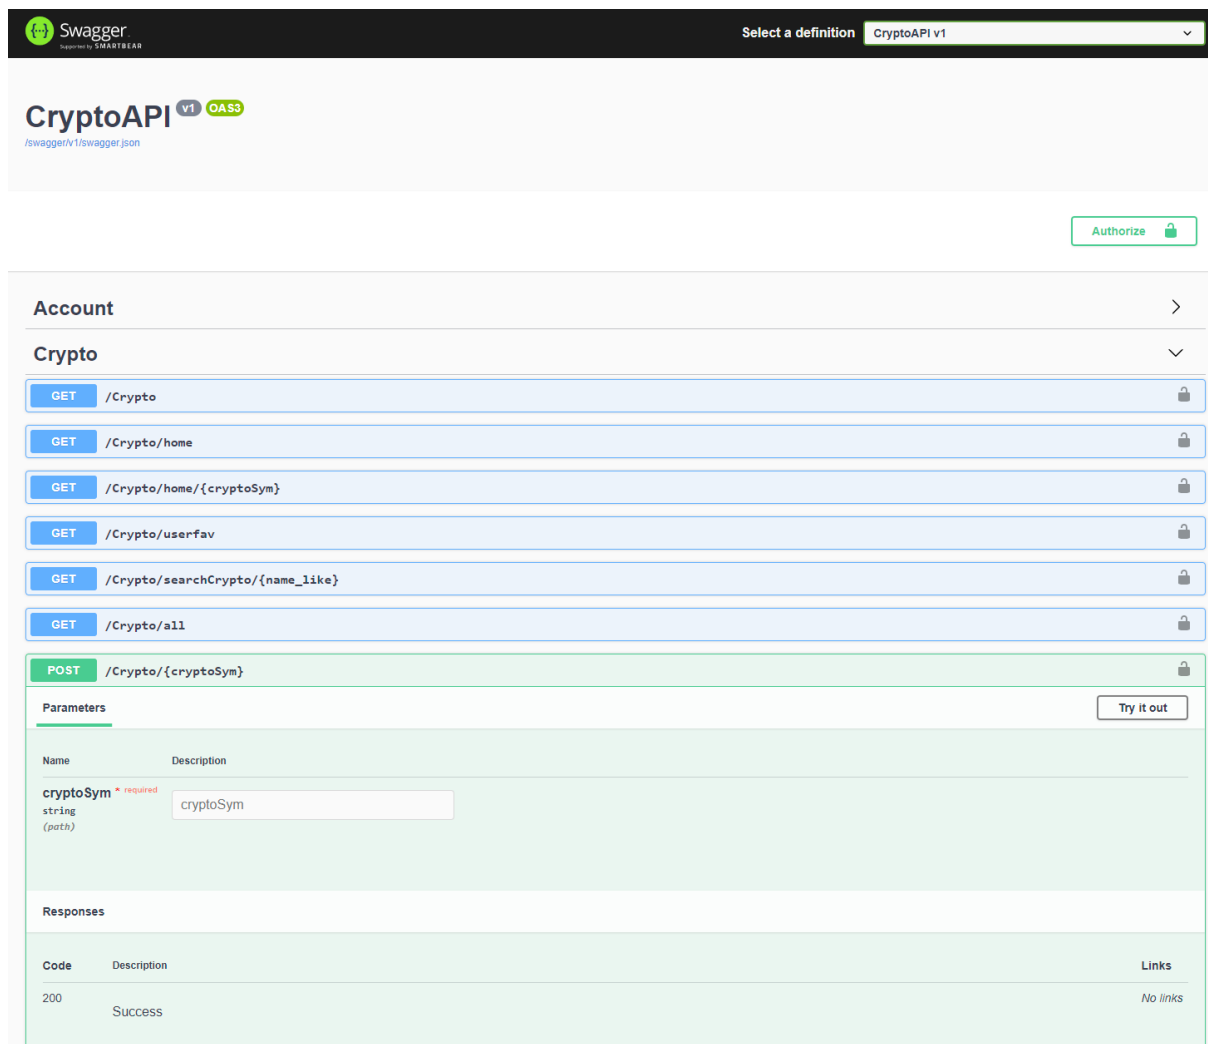 Swagger.
Supported by SMARTBEAR
Select a definition
CryptoAPI v1
CryptoAPI v1 OAS3
/swagger/v1/swagger.json
Authorize
Account
Crypto
GET /Crypto
GET /Crypto/home
GET /Crypto/home/{cryptoSym}
GET /Crypto/userfav
GET /Crypto/searchCrypto/{name_like}
GET /Crypto/all
POST /Crypto/{cryptoSym}
Parameters
Try it out
Name Description
cryptoSym * required
string
(path)
cryptoSym
Responses
Code Description Links
200 Success No links